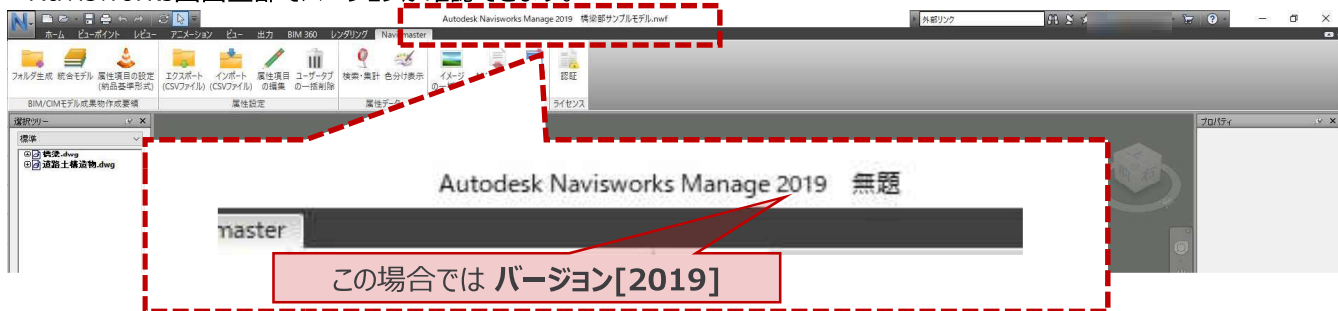 Autodesk Navisworks Manage 2019 橋梁部サンプルモデル.nwf
外部リンク
ホーム ビューポイント レビュー アニメーション ビュー 出力 BIM 360 レンダリング Navismaster
フォルダ生成 統合モデル 属性項目の設定 (納品基準形式) エクスポート (CSVファイル) インポート (CSVファイル) 属性項目の編集 ユーザータブの一括削除 検索・集計 色分け表示 イメージ 認証
BIM/CIMモデル成果物作成要領 属性設定 属性デー ライセンス
選択ツリー
プロパティ
標準
橋梁.dwg
道路土構造物.dwg
Autodesk Navisworks Manage 2019 無題
master
この場合では バージョン[2019]